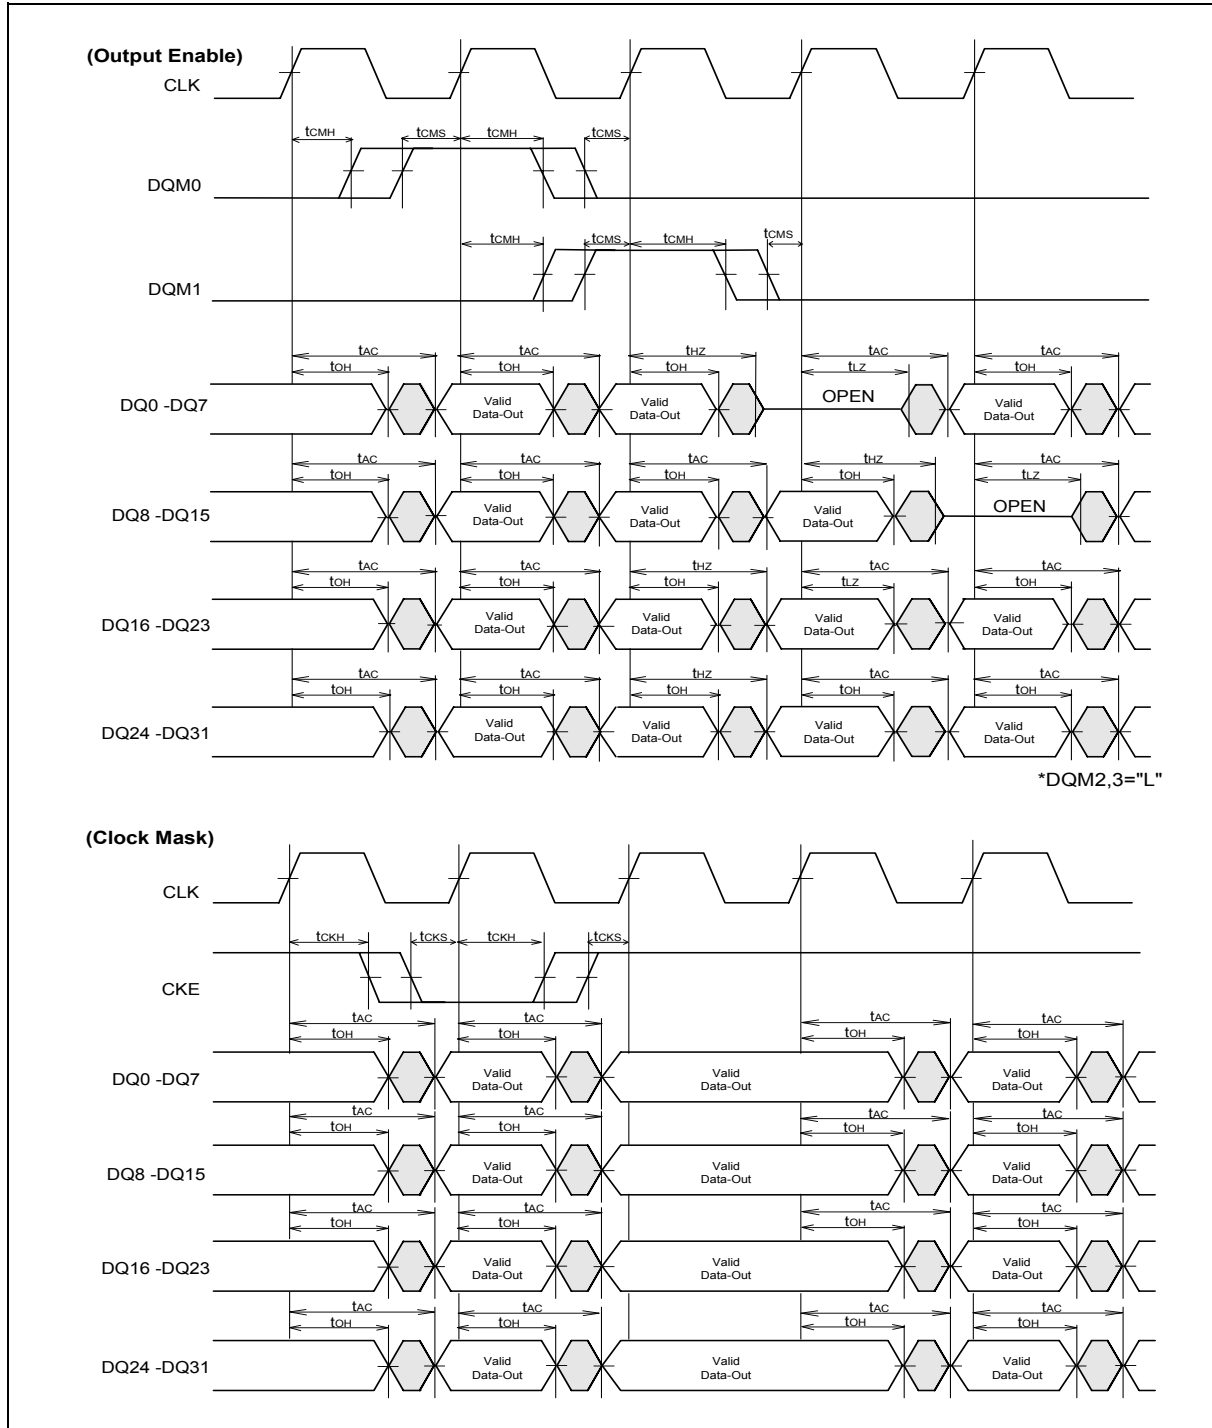 (Output Enable)
CLK
tCMH tCMS tCMH tCMS
DQM0
tCMH tCMS tCMH tCMS
DQM1
tAC tAC tHZ tAC tAC
tOH tOH tOH tLZ tOH
DQ0 -DQ7 Valid Data-Out Valid Data-Out OPEN Valid Data-Out
tAC tAC tAC tHZ tAC
tOH tOH tOH tOH tLZ
DQ8 -DQ15 Valid Data-Out Valid Data-Out Valid Data-Out OPEN
tAC tAC tHZ tAC tAC
tOH tOH tOH tLZ tOH
DQ16 -DQ23 Valid Data-Out Valid Data-Out Valid Data-Out Valid Data-Out
tAC tAC tHZ tAC tAC
tOH tOH tOH tOH tOH
DQ24 -DQ31 Valid Data-Out Valid Data-Out Valid Data-Out Valid Data-Out
*DQM2,3="L"
(Clock Mask)
CLK
tCKH tCKS tCKH tCKS
CKE
tAC tAC tAC tAC
tOH tOH tOH tOH
DQ0 -DQ7 Valid Data-Out Valid Data-Out Valid Data-Out
tAC tAC tAC tAC
tOH tOH tOH tOH
DQ8 -DQ15 Valid Data-Out Valid Data-Out Valid Data-Out
tAC tAC tAC tAC
tOH tOH tOH tOH
DQ16 -DQ23 Valid Data-Out Valid Data-Out Valid Data-Out
tAC tAC tAC tAC
tOH tOH tOH tOH
DQ24 -DQ31 Valid Data-Out Valid Data-Out Valid Data-Out